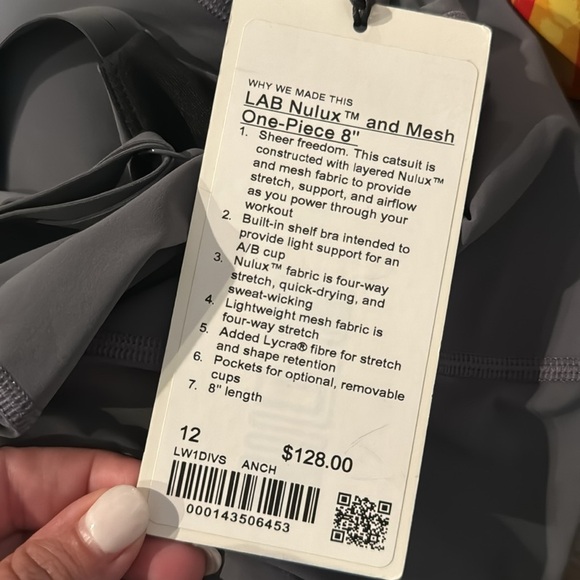 WHY WE MADE THIS
LAB Nulux™ and Mesh
One-Piece 8"
1. Sheer freedom. This catsuit is
constructed with layered Nulux™
and mesh fabric to provide
stretch, support, and airflow
as you power through your
workout
2. Built-in shelf bra intended to
provide light support for an
A/B cup
3. Nulux™ fabric is four-way
stretch, quick-drying, and
sweat-wicking
4. Lightweight mesh fabric is
four-way stretch
5. Added Lycra® fibre for stretch
and shape retention
6. Pockets for optional, removable
cups
7. 8" length
12 $128.00
LW1DIVS ANCH
000143506453